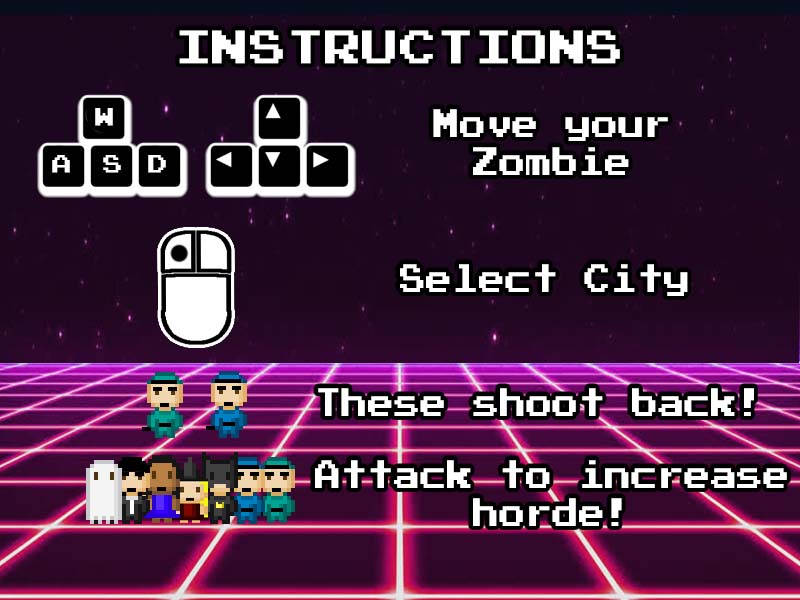 INSTRUCTIONS
W
A S D
Move your
Zombie
Select City
These shoot back!
Attack to increase
horde!